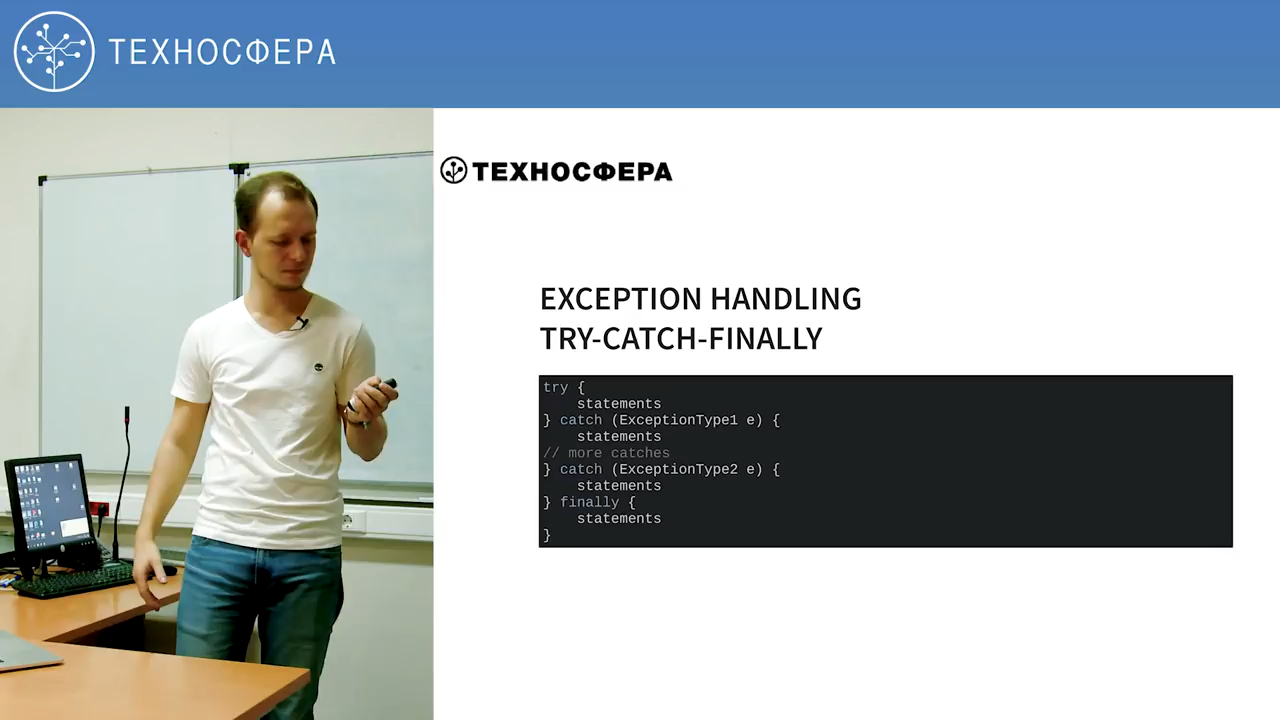 ТЕХНОСФЕРА
ТЕХНОСФЕРА
EXCEPTION HANDLING
TRY-CATCH-FINALLY
try {
    statements
} catch (ExceptionType1 e) {
    statements
// more catches
} catch (ExceptionType2 e) {
    statements
} finally {
    statements
}